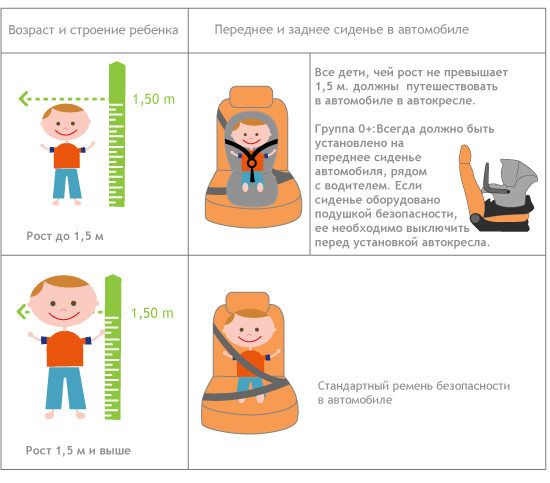 Возраст и строение ребенка
Переднее и заднее сиденье в автомобиле
1,50 m
Рост до 1,5 м
Все дети, чей рост не превышает
1,5 м. должны путешествовать
в автомобиле в автокресле.
Группа 0+:Всегда должно быть
установлено на
переднее сиденье
автомобиля, рядом
с водителем. Если
сиденье оборудовано
подушкой безопасности,
ее необходимо выключить
перед установкой автокресла.
1,50 m
Рост 1,5 м и выше
Стандартный ремень безопасности
в автомобиле